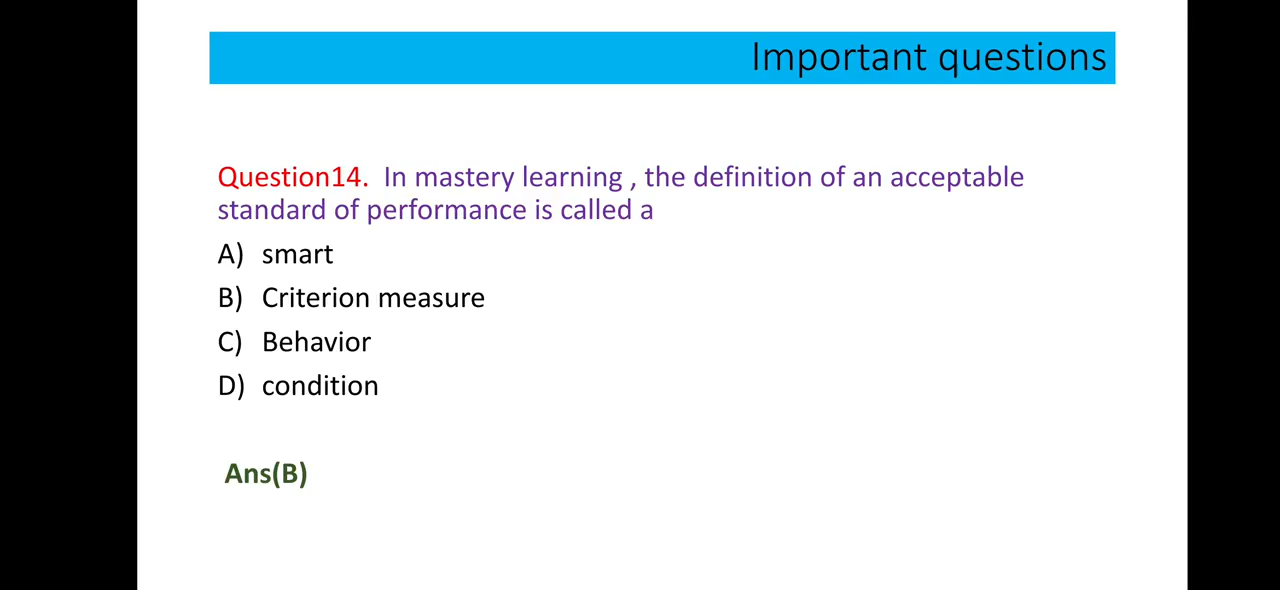 Important questions
Question14.  In mastery learning , the definition of an acceptable
standard of performance is called a
A) smart
B) Criterion measure
C) Behavior
D) condition
Ans(B)